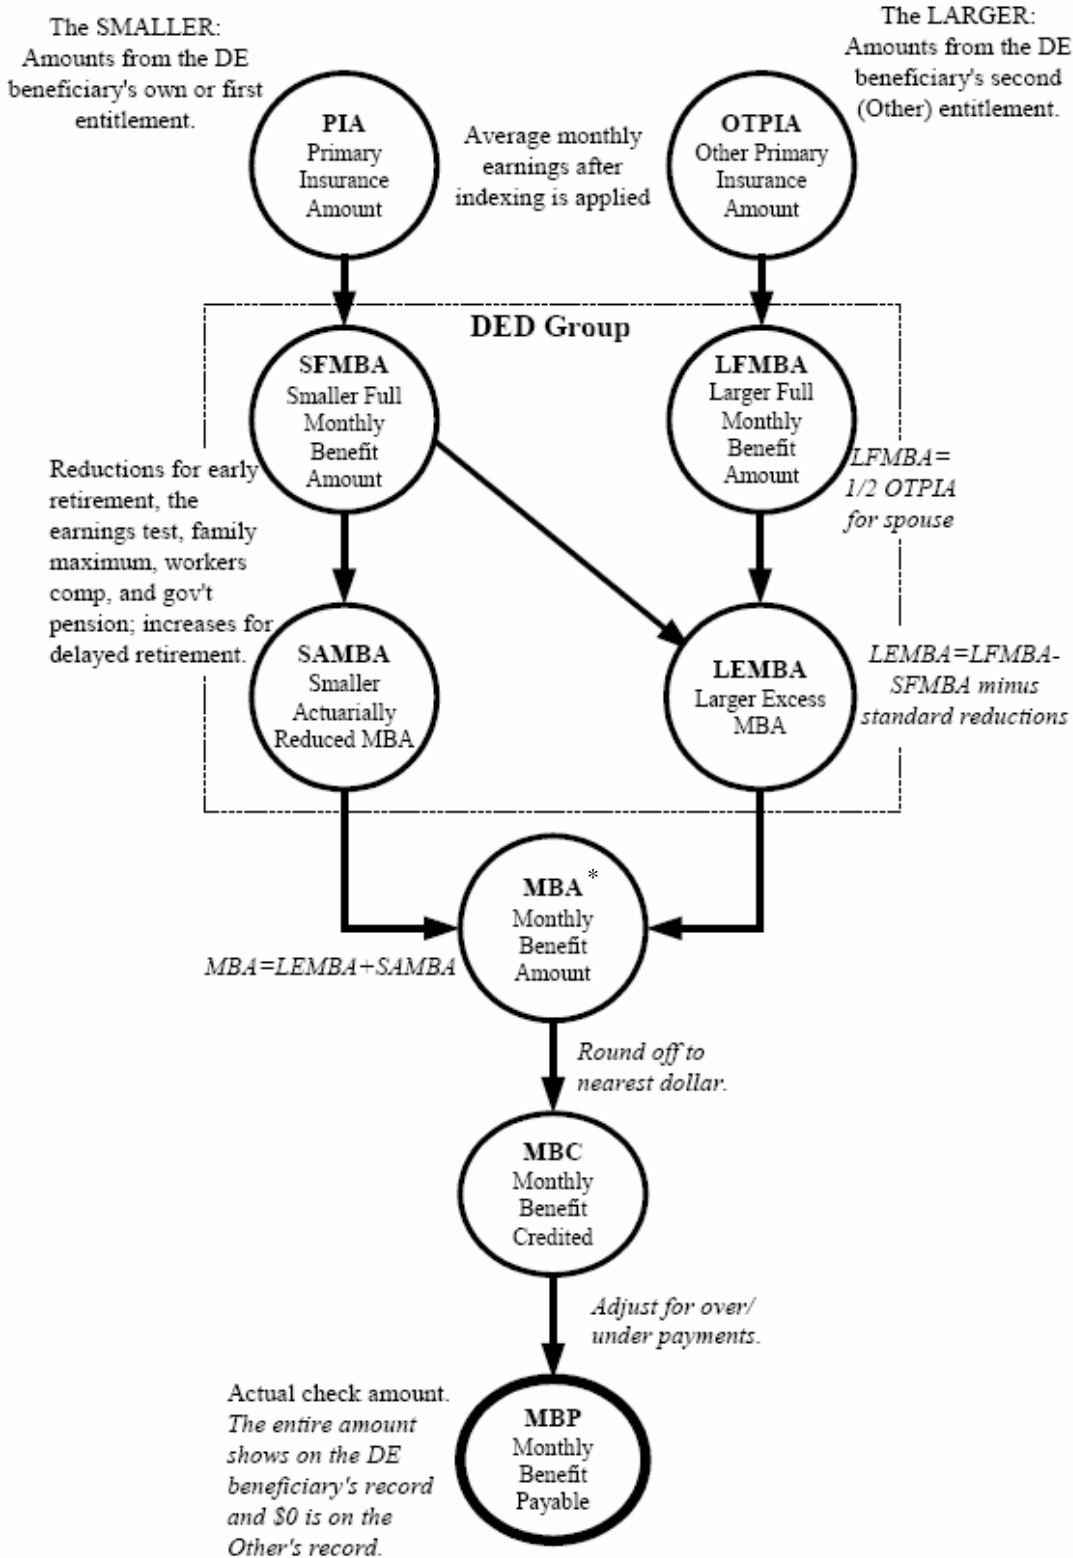 The SMALLER:
Amounts from the DE
beneficiary's own or first
entitlement.
The LARGER:
Amounts from the DE
beneficiary's second
(Other) entitlement.
PIA
Primary
Insurance
Amount
Average monthly
earnings after
indexing is applied
OTPIA
Other Primary
Insurance
Amount
DED Group
SFMBA
Smaller Full
Monthly
Benefit
Amount
LFMBA
Larger Full
Monthly
Benefit
Amount
LFMBA=
1/2 OTPIA
for spouse
Reductions for early
retirement, the
earnings test, family
maximum, workers
comp, and gov't
pension; increases for
delayed retirement.
SAMBA
Smaller
Actuarially
Reduced MBA
LEMBA
Larger Excess
MBA
LEMBA=LFMBA-
SFMBA minus
standard reductions
MBA *
Monthly
Benefit
Amount
MBA=LEMBA+SAMBA
Round off to
nearest dollar.
MBC
Monthly
Benefit
Credited
Adjust for over/
under payments.
Actual check amount.
The entire amount
shows on the DE
beneficiary's record
and $0 is on the
Other's record.
MBP
Monthly
Benefit
Payable